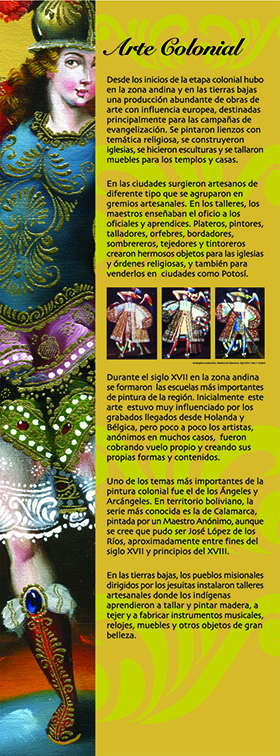 Arte Colonial
Desde los inicios de la etapa colonial hubo
en la zona andina y en las tierras bajas
una producción abundante de obras de
arte con influencia europea, destinadas
principalmente para las campañas de
evangelización. Se pintaron lienzos con
temática religiosa, se construyeron
iglesias, se hicieron esculturas y se tallaron
muebles para los templos y casas.
En las ciudades surgieron artesanos de
diferente tipo que se agruparon en
gremios artesanales. En los talleres, los
maestros enseñaban el oficio a los
oficiales y aprendices. Plateros, pintores,
talladores, orfebres, bordadores,
sombrereros, tejedores y tintoreros
crearon hermosos objetos para las iglesias
y órdenes religiosas, y también para
venderlos en ciudades como Potosí.
Durante el siglo XVII en la zona andina
se formaron las escuelas más importantes
de pintura de la región. Inicialmente este
arte estuvo muy influenciado por los
grabados llegados desde Holanda y
Bélgica, pero poco a poco los artistas,
anónimos en muchos casos, fueron
cobrando vuelo propio y creando sus
propias formas y contenidos.
Uno de los temas más importantes de la
pintura colonial fue el de los Ángeles y
Arcángeles. En territorio boliviano, la
serie más conocida es la de Calamarca,
pintada por un Maestro Anónimo, aunque
se cree que pudo ser José López de los
Ríos, aproximadamente entre fines del
siglo XVII y principios del XVIII.
En las tierras bajas, los pueblos misionales
dirigidos por los jesuitas instalaron talleres
artesanales donde los indígenas
aprendieron a tallar y pintar madera, a
tejer y a fabricar instrumentos musicales,
relojes, muebles y otros objetos de gran
belleza.